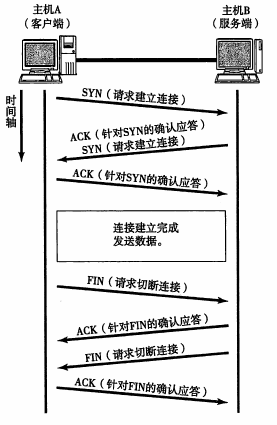 主机A
（客户端）
主机B
（服务端）
时间轴
SYN（请求建立连接）
ACK（针对SYN的确认应答）
SYN（请求建立连接）
ACK（针对SYN的确认应答）
连接建立完成
发送数据。
FIN（请求切断连接）
ACK（针对FIN的确认应答）
FIN（请求切断连接）
ACK（针对FIN的确认应答）